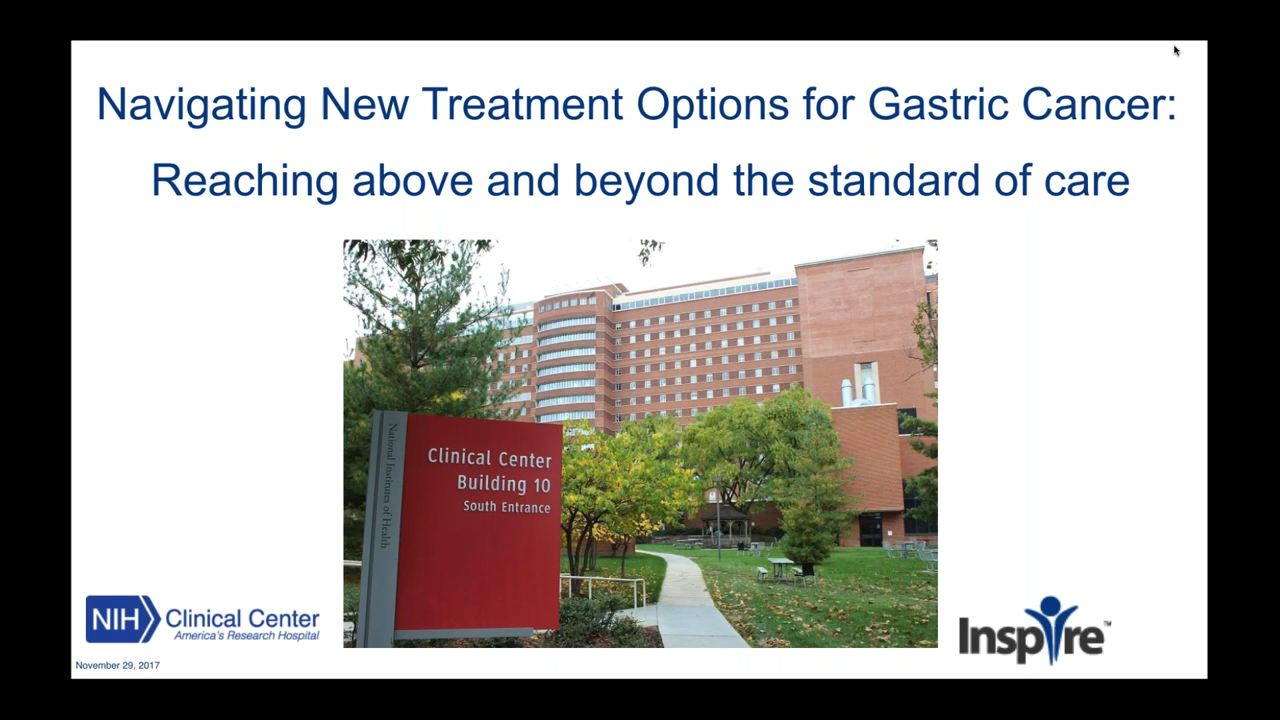 Navigating New Treatment Options for Gastric Cancer:
Reaching above and beyond the standard of care
National Institutes of Health
Clinical Center
Building 10
South Entrance
NIH
Clinical Center
America's Research Hospital
Inspire™
November 29, 2017